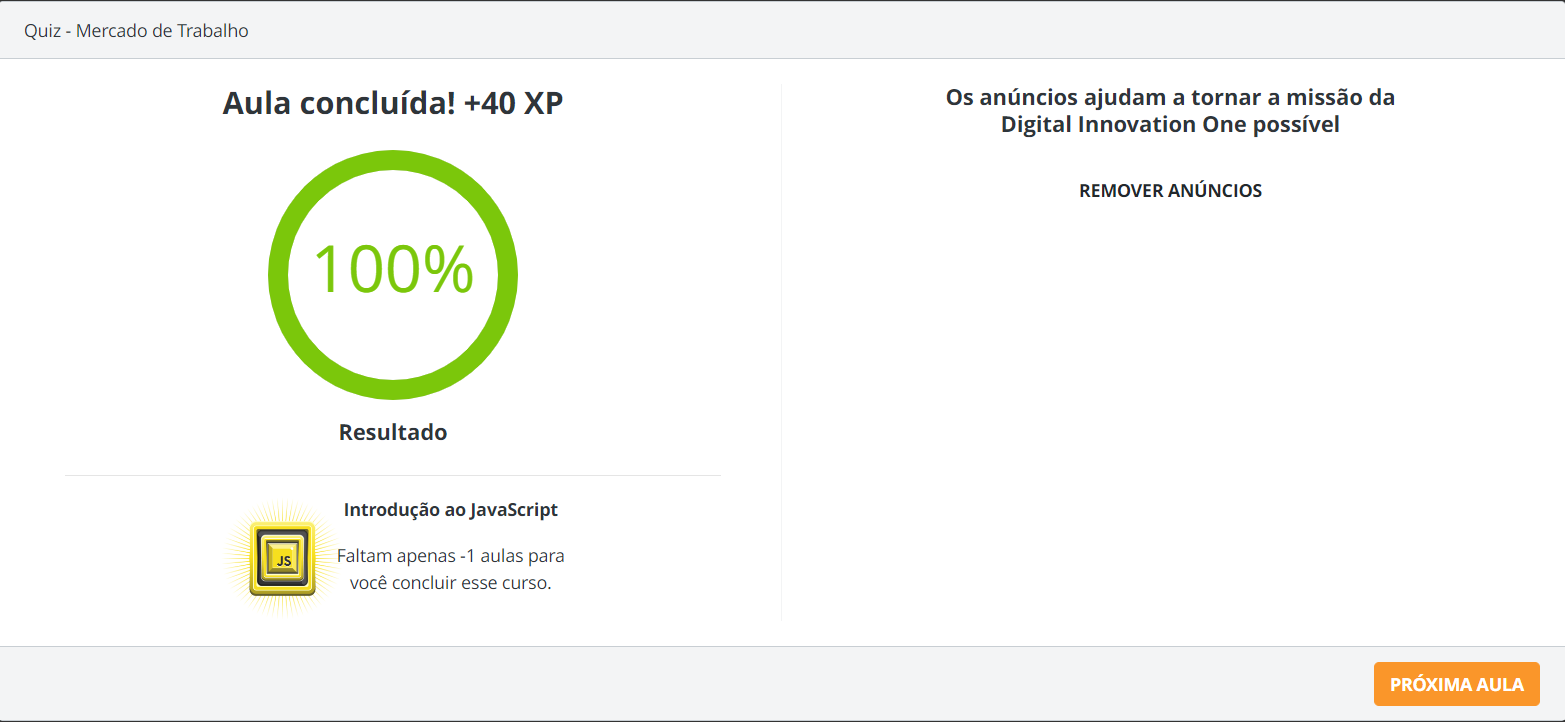 Quiz - Mercado de Trabalho
Aula concluída! +40 XP
100%
Resultado
JS
Introdução ao JavaScript
Faltam apenas -1 aulas para
você concluir esse curso.
Os anúncios ajudam a tornar a missão da
Digital Innovation One possível
REMOVER ANÚNCIOS
PRÓXIMA AULA